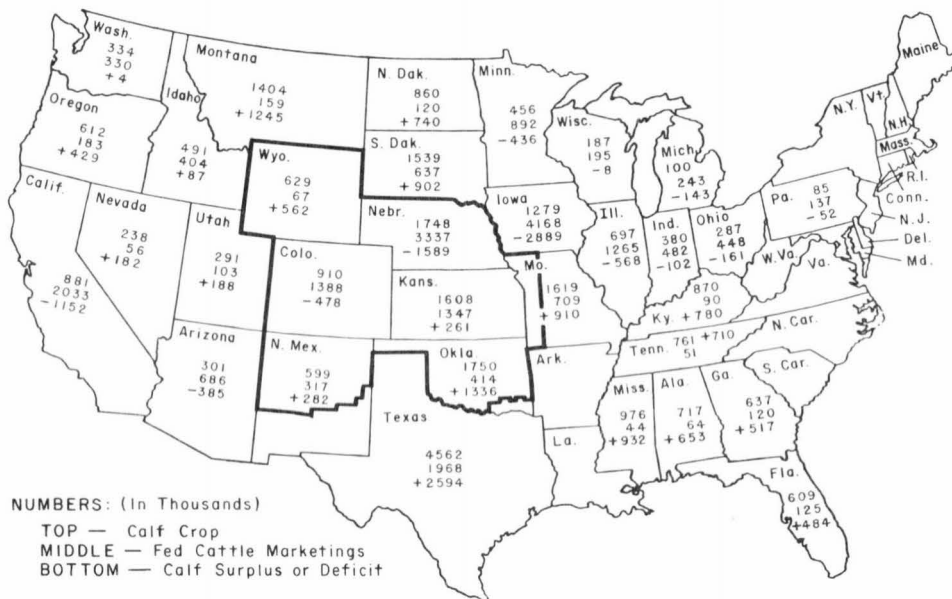 Wash.
334
330
+4
Montana
1404
159
+1245
N. Dak.
860
120
+740
Minn.
456
892
-436
Maine
Oregon
612
183
+429
Idaho
491
404
+87
Wyo.
629
67
+562
S. Dak.
1539
637
+902
Wisc.
187
195
-8
Mich.
100
243
-143
N.Y.
Vt.
N.H.
Mass.
R.I.
Conn.
N.J.
Del.
Md.
Calif.
881
2033
-1152
Nevada
238
56
+182
Utah
291
103
+188
Colo.
910
1388
-478
Nebr.
1748
3337
-1589
Iowa
1279
4168
-2889
Ill.
697
1265
-568
Ind.
380
482
-102
Ohio
287
448
-161
Pa.
85
137
-52
W.Va.
Va.
Kans.
1608
1347
+261
Mo.
1619
709
+910
870
90
Ky. +780
Arizona
301
686
-385
N. Mex.
599
317
+282
Okla.
1750
414
+1336
Ark.
Tenn. 761 +710
51
N. Car.
S. Car.
Texas
4562
1968
+2594
La.
Miss.
976
44
+932
Ala.
717
64
+653
Ga.
637
120
+517
Fla.
609
125
+484
NUMBERS: (In Thousands)
TOP — Calf Crop
MIDDLE — Fed Cattle Marketings
BOTTOM — Calf Surplus or Deficit